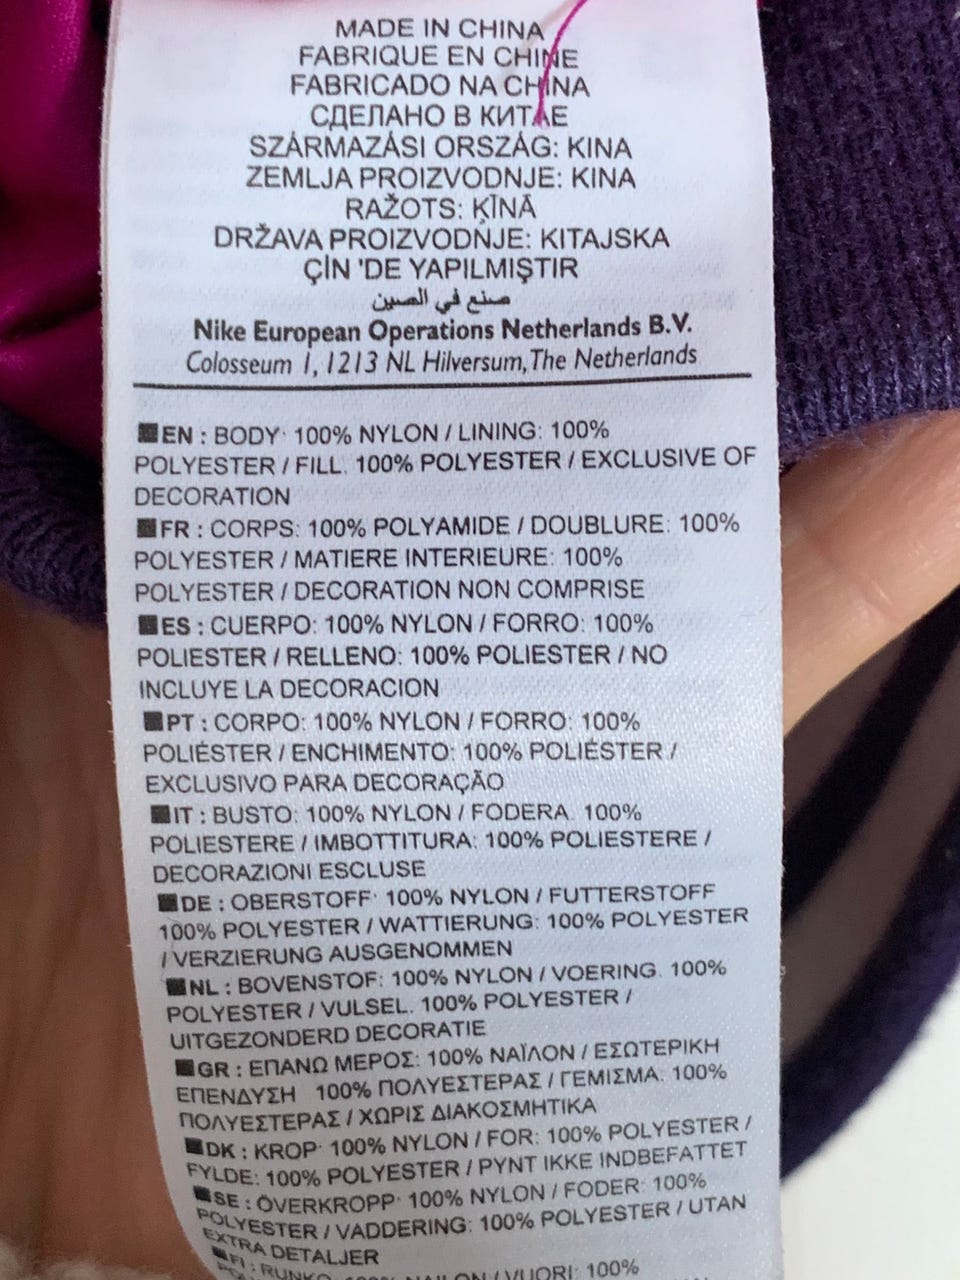 MADE IN CHINA
FABRIQUE EN CHINE
FABRICADO NA CHINA
СДЕЛАНО В КИТАЕ
SZÁRMAZÁSI ORSZÁG: KINA
ZEMLJA PROIZVODNJE: KINA
RAŽOTS: ĶĪNĀ
DRŽAVA PROIZVODNJE: KITAJSKA
ÇİN 'DE YAPILMIŞTIR
صنع في الصين
Nike European Operations Netherlands B.V.
Colosseum 1, 1213 NL Hilversum, The Netherlands
EN : BODY: 100% NYLON / LINING: 100%
POLYESTER / FILL. 100% POLYESTER / EXCLUSIVE OF
DECORATION
FR : CORPS: 100% POLYAMIDE / DOUBLURE: 100%
POLYESTER / MATIERE INTERIEURE: 100%
POLYESTER / DECORATION NON COMPRISE
ES : CUERPO: 100% NYLON / FORRO: 100%
POLIESTER / RELLENO: 100% POLIESTER / NO
INCLUYE LA DECORACION
PT : CORPO: 100% NYLON / FORRO: 100%
POLIÉSTER / ENCHIMENTO: 100% POLIÉSTER /
EXCLUSIVO PARA DECORAÇÃO
IT : BUSTO: 100% NYLON / FODERA. 100%
POLIESTERE / IMBOTTITURA: 100% POLIESTERE /
DECORAZIONI ESCLUSE
DE : OBERSTOFF: 100% NYLON / FUTTERSTOFF
100% POLYESTER / WATTIERUNG: 100% POLYESTER
/ VERZIERUNG AUSGENOMMEN
NL : BOVENSTOF: 100% NYLON / VOERING. 100%
POLYESTER / VULSEL. 100% POLYESTER /
UITGEZONDERD DECORATIE
GR : ΕΠΑΝΩ ΜΕΡΟΣ: 100% ΝΑΪΛΟΝ / ΕΣΩΤΕΡΙΚΗ
ΕΠΕΝΔΥΣΗ 100% ΠΟΛΥΕΣΤΕΡΑΣ / ΓΕΜΙΣΜΑ: 100%
ΠΟΛΥΕΣΤΕΡΑΣ / ΧΩΡΙΣ ΔΙΑΚΟΣΜΗΤΙΚΑ
DK : KROP: 100% NYLON / FOR: 100% POLYESTER /
FYLDE: 100% POLYESTER / PYNT IKKE INDBEFATTET
SE : ÖVERKROPP: 100% NYLON / FODER: 100%
POLYESTER / VADDERING: 100% POLYESTER / UTAN
EXTRA DETALJER
FI : RUNKO 100% NAILON / VUORI: 100%